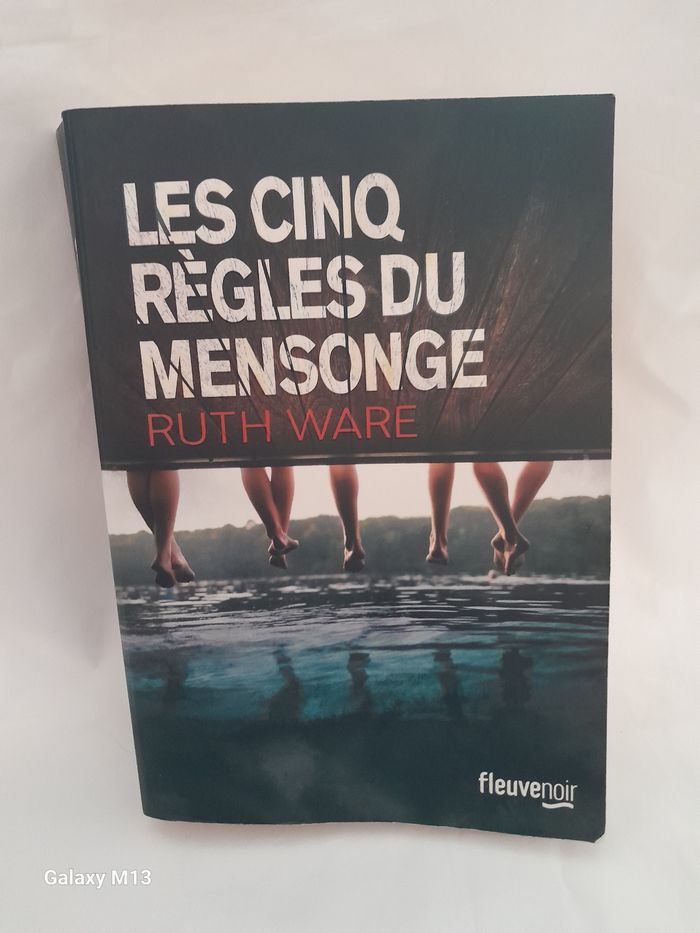 LES CINQ
RÈGLES DU
MENSONGE
RUTH WARE
fleuvenoir
Galaxy M13